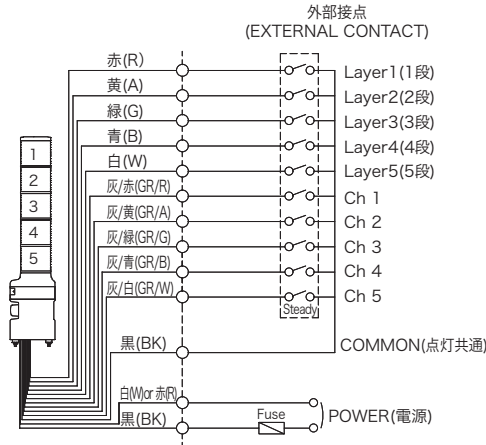 外部接点
(EXTERNAL CONTACT)
赤(R)
Layer1(1段)
黄(A)
Layer2(2段)
緑(G)
Layer3(3段)
青(B)
Layer4(4段)
白(W)
Layer5(5段)
灰/赤(GR/R)
Ch 1
灰/黄(GR/A)
Ch 2
灰/緑(GR/G)
Ch 3
灰/青(GR/B)
Ch 4
灰/白(GR/W)
Ch 5
Steady
1
2
3
4
5
黒(BK)
COMMON(点灯共通)
白(W)or 赤(R)
黒(BK)
Fuse
POWER(電源)